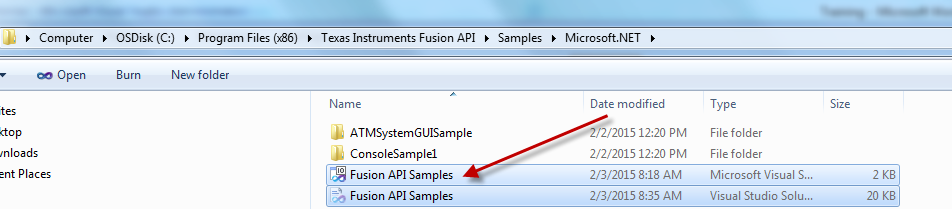 Computer OSDisk (C:) Program Files (x86) Texas Instruments Fusion API Samples Microsoft.NET
Open Burn New folder
Name Date modified Type Size
ites
ktop
wnloads
ent Places
ATMSystemGUISample 2/2/2015 12:20 PM File folder
ConsoleSample1 2/2/2015 12:20 PM File folder
Fusion API Samples 2/3/2015 8:18 AM Microsoft Visual S... 2 KB
Fusion API Samples 2/3/2015 8:35 AM Visual Studio Solu... 20 KB